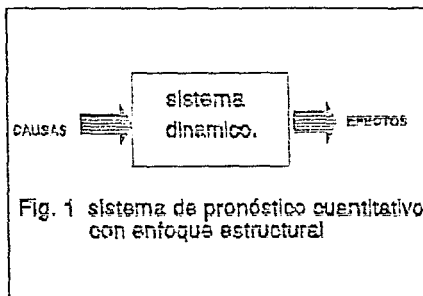 sistema
dinamico.
CAUSAS
EFECTOS
Fig. 1 sistema de pronóstico cuantitativo
con enfoque estructural